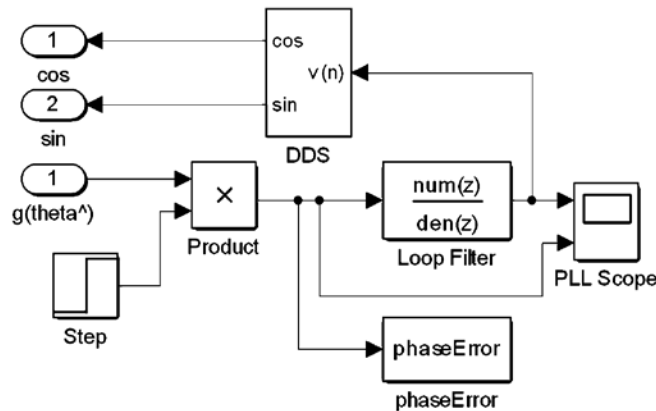 1
cos
2
sin
cos
v(n)
sin
DDS
1
g(theta^)
×
Product
Step
num(z)
den(z)
Loop Filter
PLL Scope
phaseError
phaseError